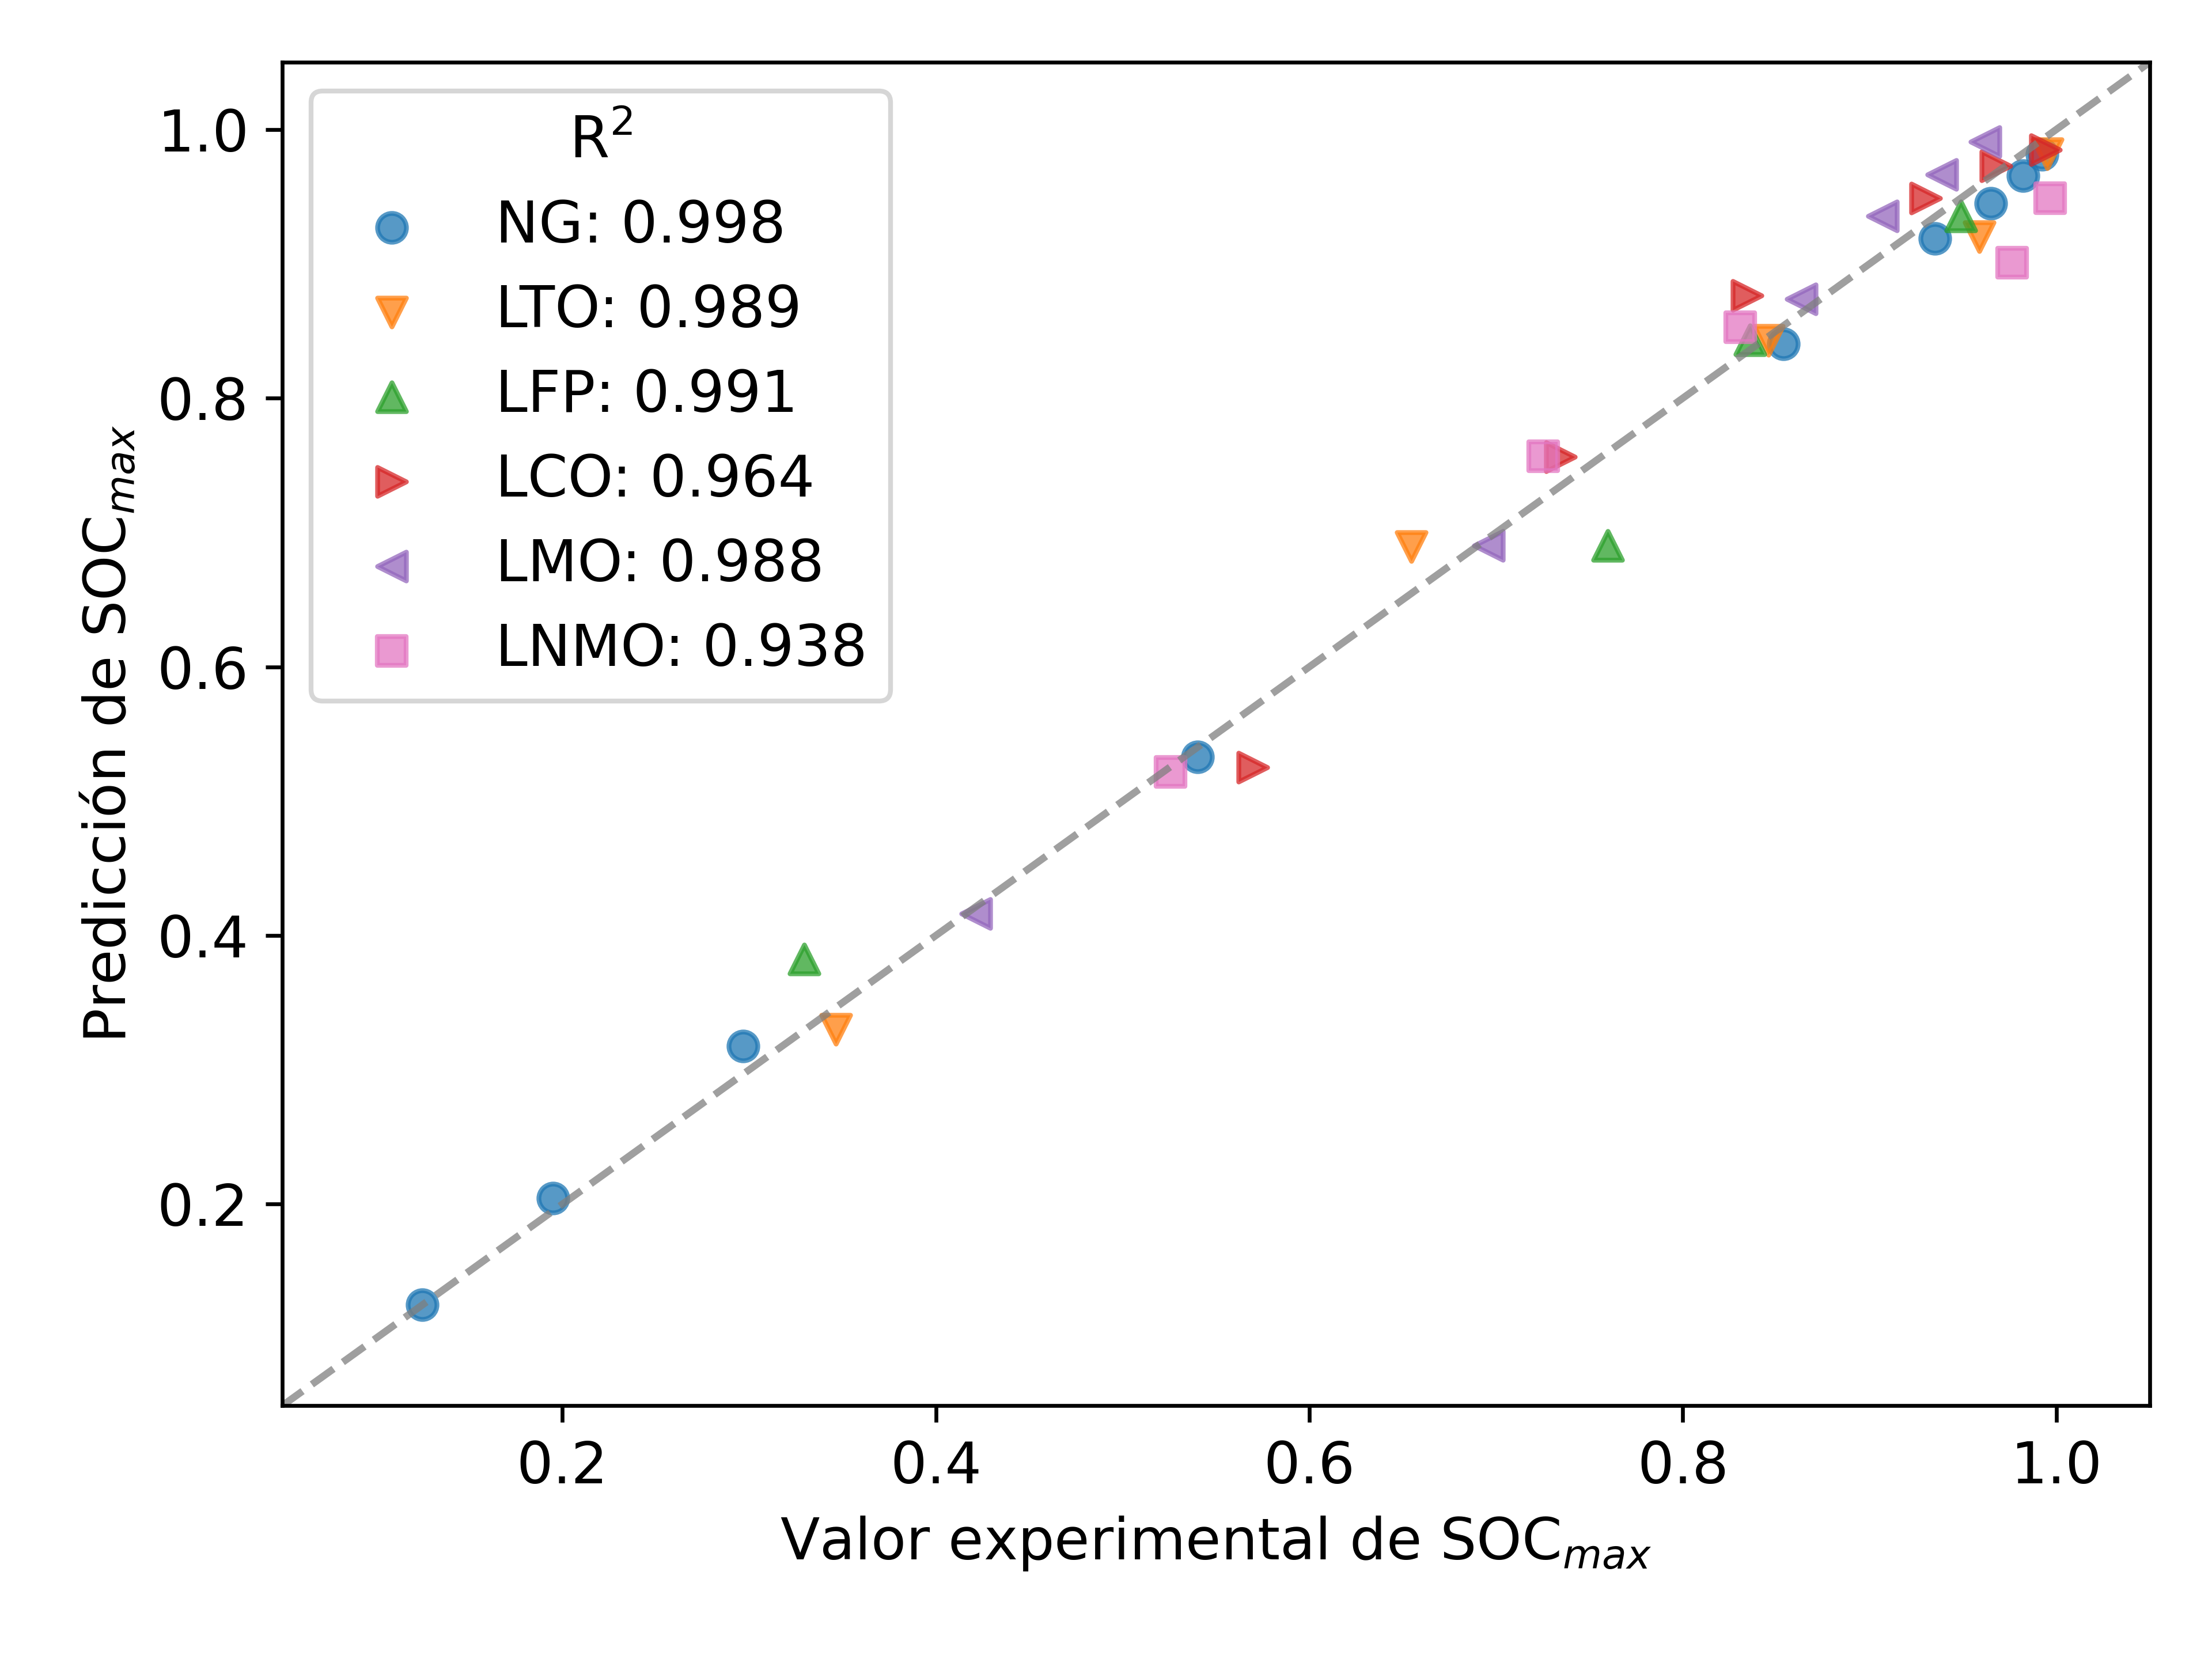 R²
NG: 0.998
LTO: 0.989
LFP: 0.991
LCO: 0.964
LMO: 0.988
LNMO: 0.938
Predicción de SOCmax
1.0
0.8
0.6
0.4
0.2
0.2 0.4 0.6 0.8 1.0
Valor experimental de SOCmax